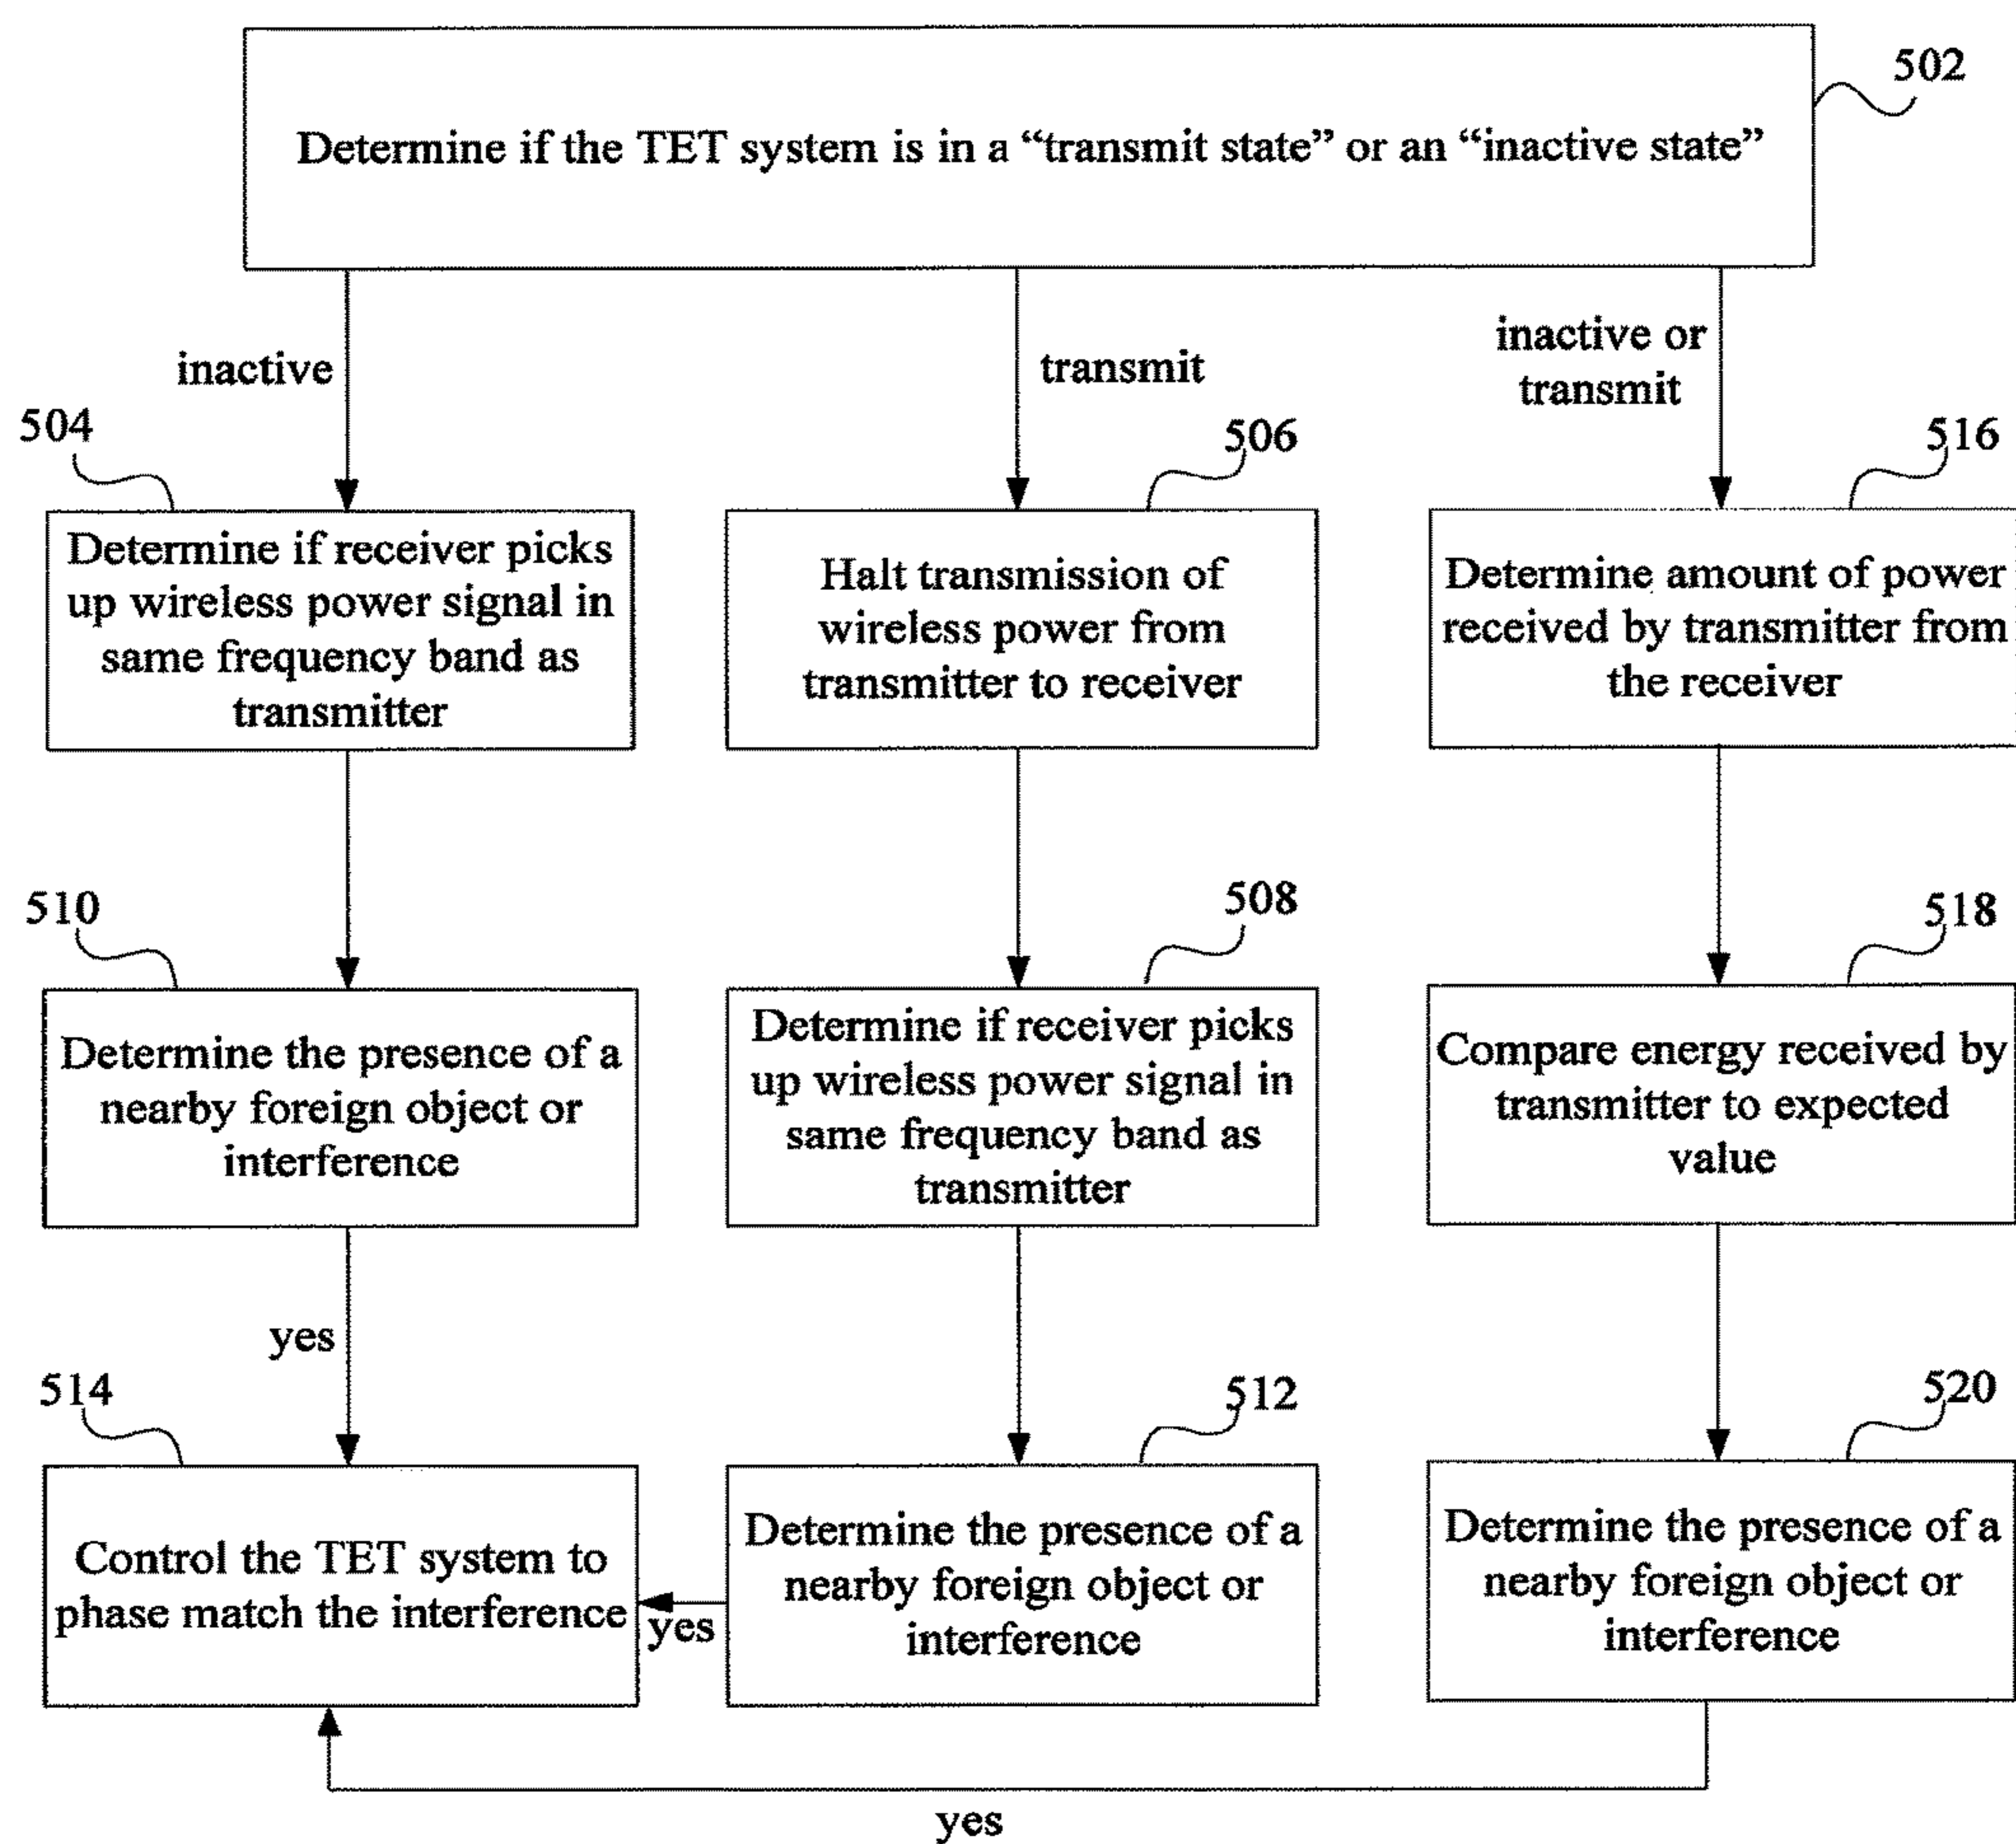 502
Determine if the TET system is in a “transmit state” or an “inactive state”
inactive
transmit
inactive or
transmit
504
506
516
Determine if receiver picks
up wireless power signal in
same frequency band as
transmitter
Halt transmission of
wireless power from
transmitter to receiver
Determine amount of power
received by transmitter from
the receiver
510
508
518
Determine the presence of a
nearby foreign object or
interference
Determine if receiver picks
up wireless power signal in
same frequency band as
transmitter
Compare energy received by
transmitter to expected
value
yes
514
512
520
Control the TET system to
phase match the interference
yes
Determine the presence of a
nearby foreign object or
interference
Determine the presence of a
nearby foreign object or
interference
yes